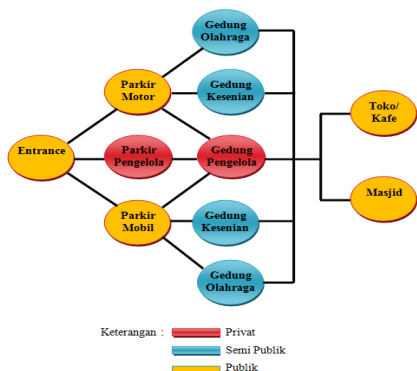 Gedung
Olahraga
Parkir
Motor
Gedung
Kesenian
Toko/
Kafe
Entrance
Parkir
Pengelola
Gedung
Pengelola
Masjid
Parkir
Mobil
Gedung
Kesenian
Gedung
Olahraga
Keterangan : Privat
Semi Publik
Publik